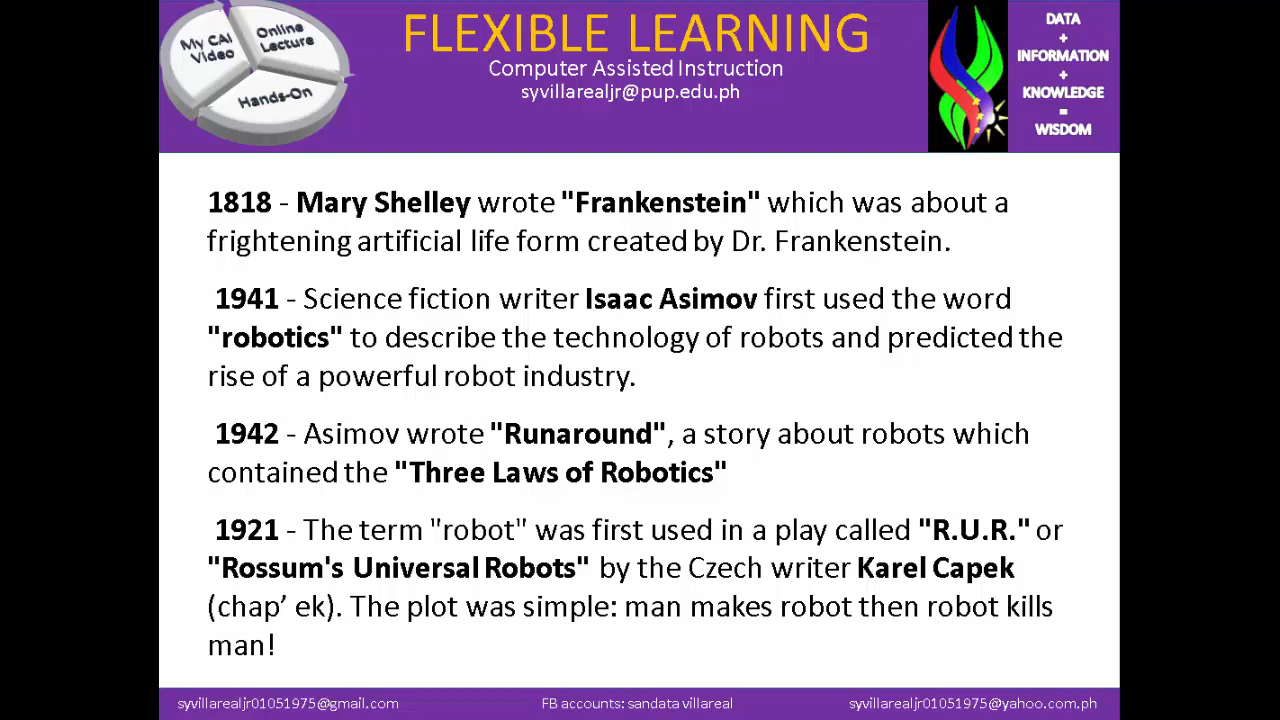 My CAI
Video
Online
Lecture
Hands-On
FLEXIBLE LEARNING
Computer Assisted Instruction
syvillarealjr@pup.edu.ph
DATA
+
INFORMATION
+
KNOWLEDGE
=
WISDOM
1818 - Mary Shelley wrote "Frankenstein" which was about a
frightening artificial life form created by Dr. Frankenstein.
1941 - Science fiction writer Isaac Asimov first used the word
"robotics" to describe the technology of robots and predicted the
rise of a powerful robot industry.
1942 - Asimov wrote "Runaround", a story about robots which
contained the "Three Laws of Robotics"
1921 - The term "robot" was first used in a play called "R.U.R." or
"Rossum's Universal Robots" by the Czech writer Karel Capek
(chap’ ek). The plot was simple: man makes robot then robot kills
man!
syvillarealjr01051975@gmail.com
FB accounts: sandata villareal
syvillarealjr01051975@yahoo.com.ph